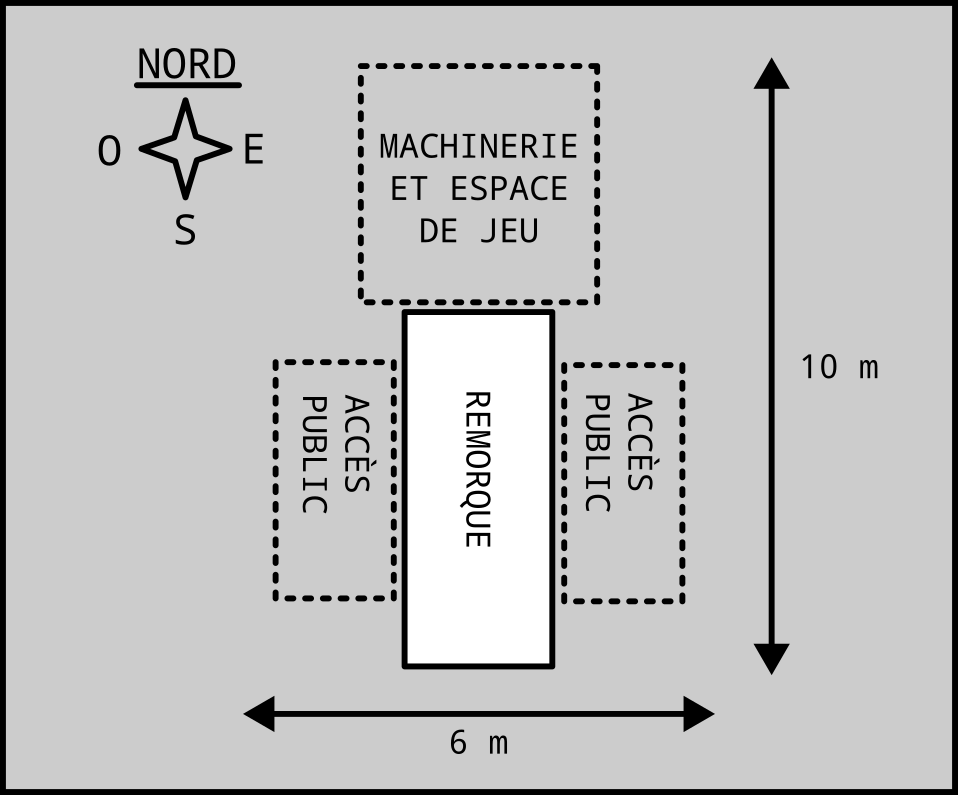 NORD
O
E
S
MACHINERIE
ET ESPACE
DE JEU
10 m
ACCÈS
PUBLIC
REMORQUE
ACCÈS
PUBLIC
6 m